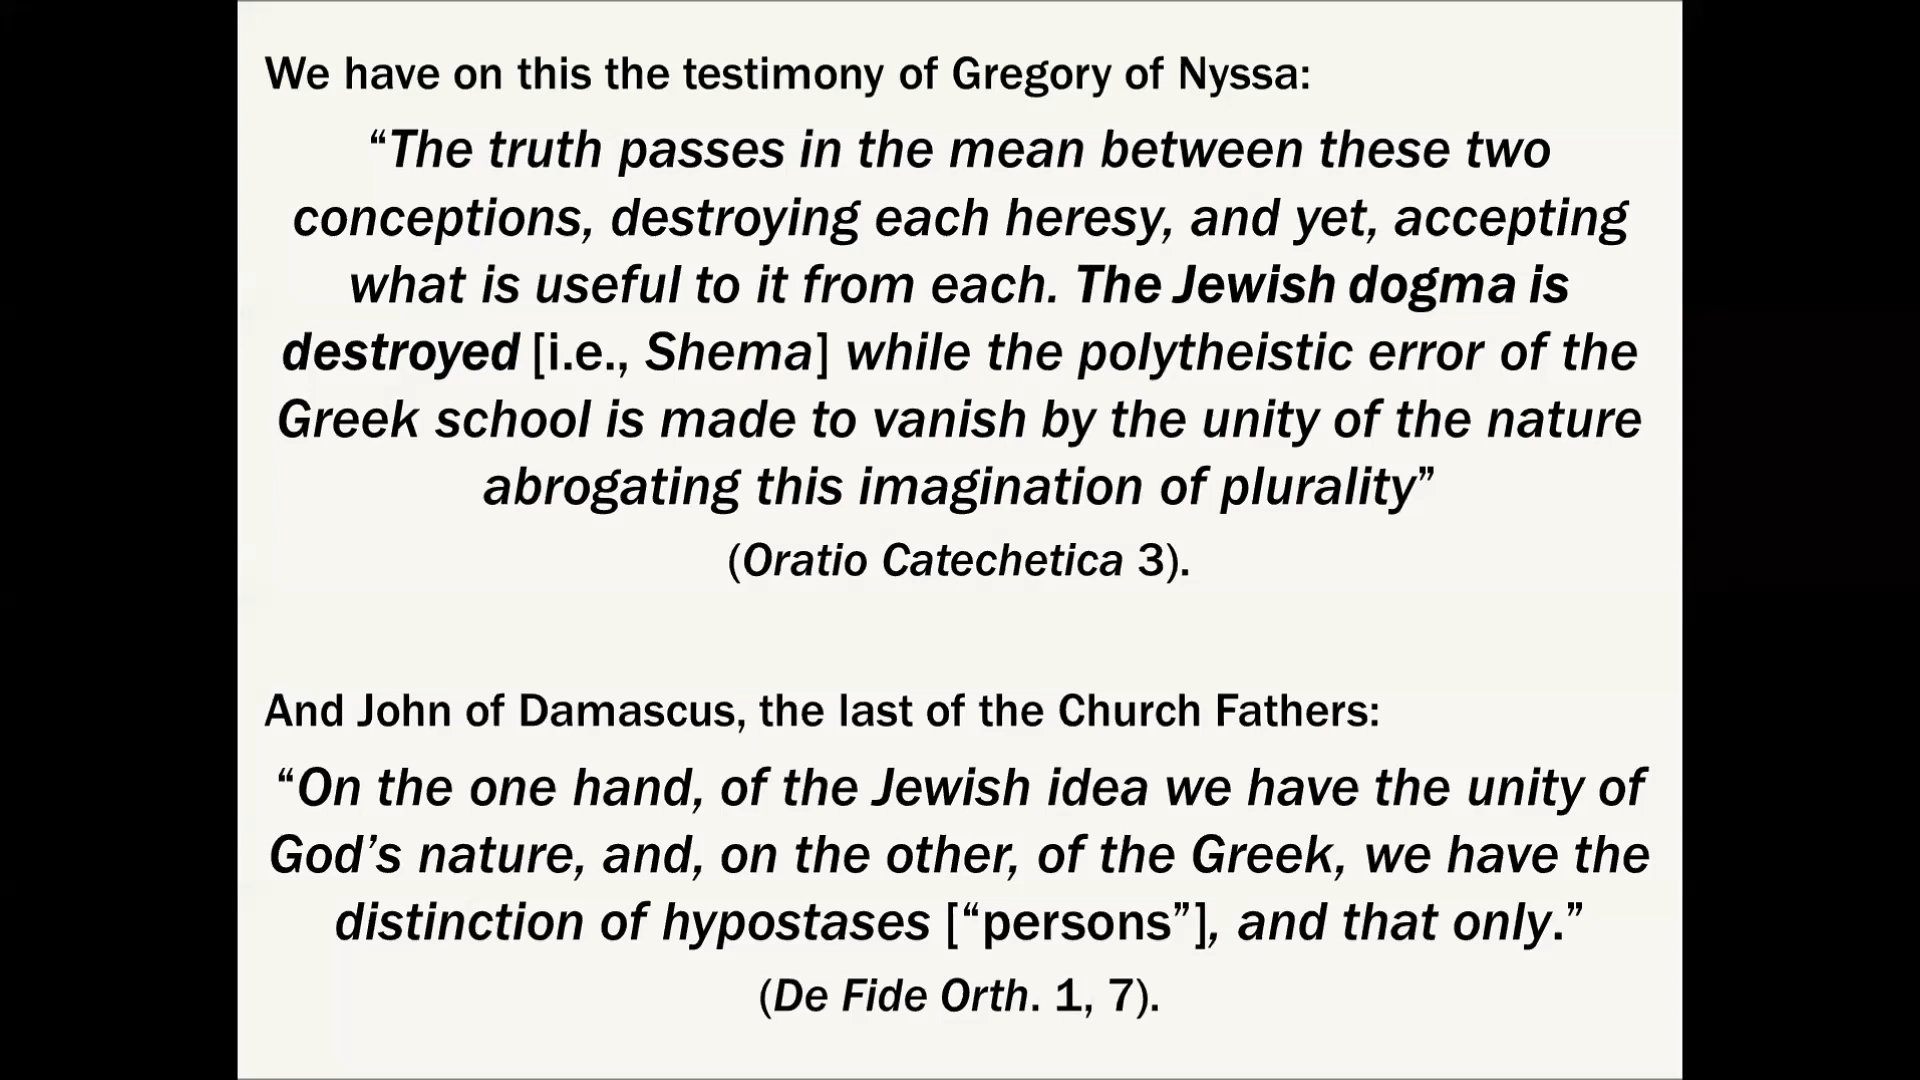 We have on this the testimony of Gregory of Nyssa:
“The truth passes in the mean between these two
conceptions, destroying each heresy, and yet, accepting
what is useful to it from each. The Jewish dogma is
destroyed [i.e., Shema] while the polytheistic error of the
Greek school is made to vanish by the unity of the nature
abrogating this imagination of plurality”
(Oratio Catechetica 3).
And John of Damascus, the last of the Church Fathers:
“On the one hand, of the Jewish idea we have the unity of
God’s nature, and, on the other, of the Greek, we have the
distinction of hypostases [“persons”], and that only.”
(De Fide Orth. 1, 7).